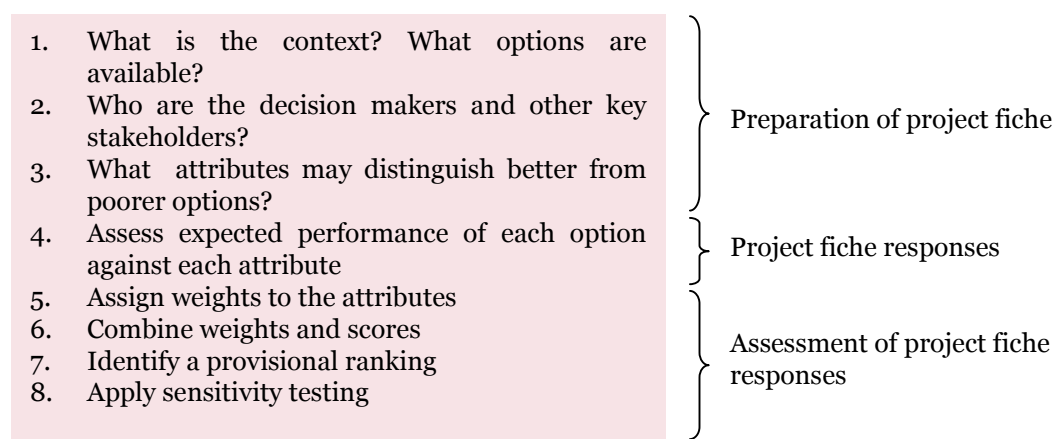 1. What is the context? What options are
available?
2. Who are the decision makers and other key
stakeholders?
3. What attributes may distinguish better from
poorer options?
4. Assess expected performance of each option
against each attribute
5. Assign weights to the attributes
6. Combine weights and scores
7. Identify a provisional ranking
8. Apply sensitivity testing
Preparation of project fiche
Project fiche responses
Assessment of project fiche
responses